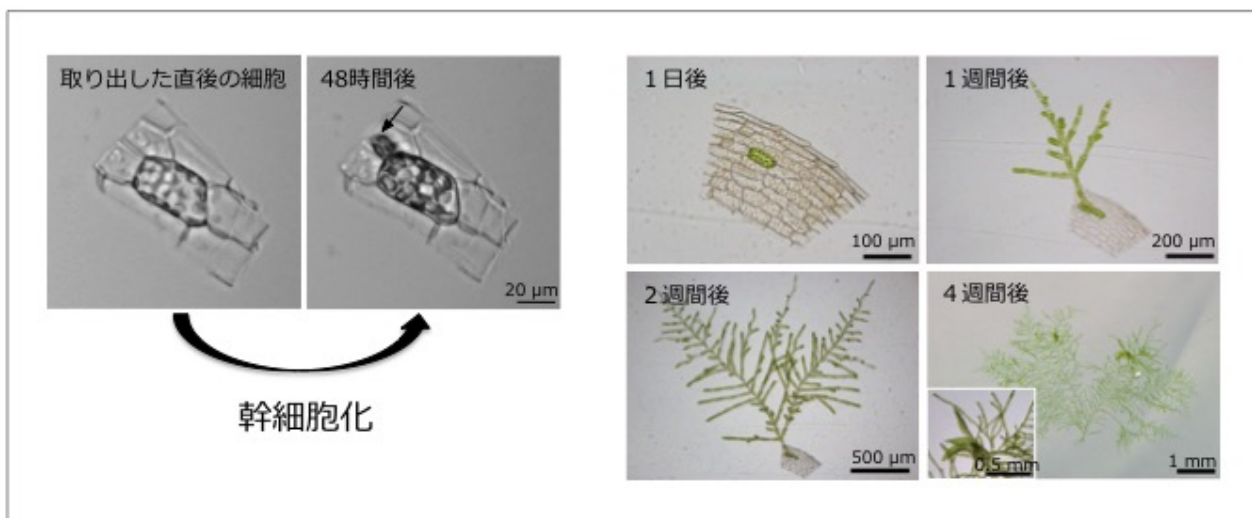 取り出した直後の細胞
48時間後
20 μm
幹細胞化
1日後
100 μm
1週間後
200 μm
2週間後
500 μm
4週間後
0.5 mm
1 mm